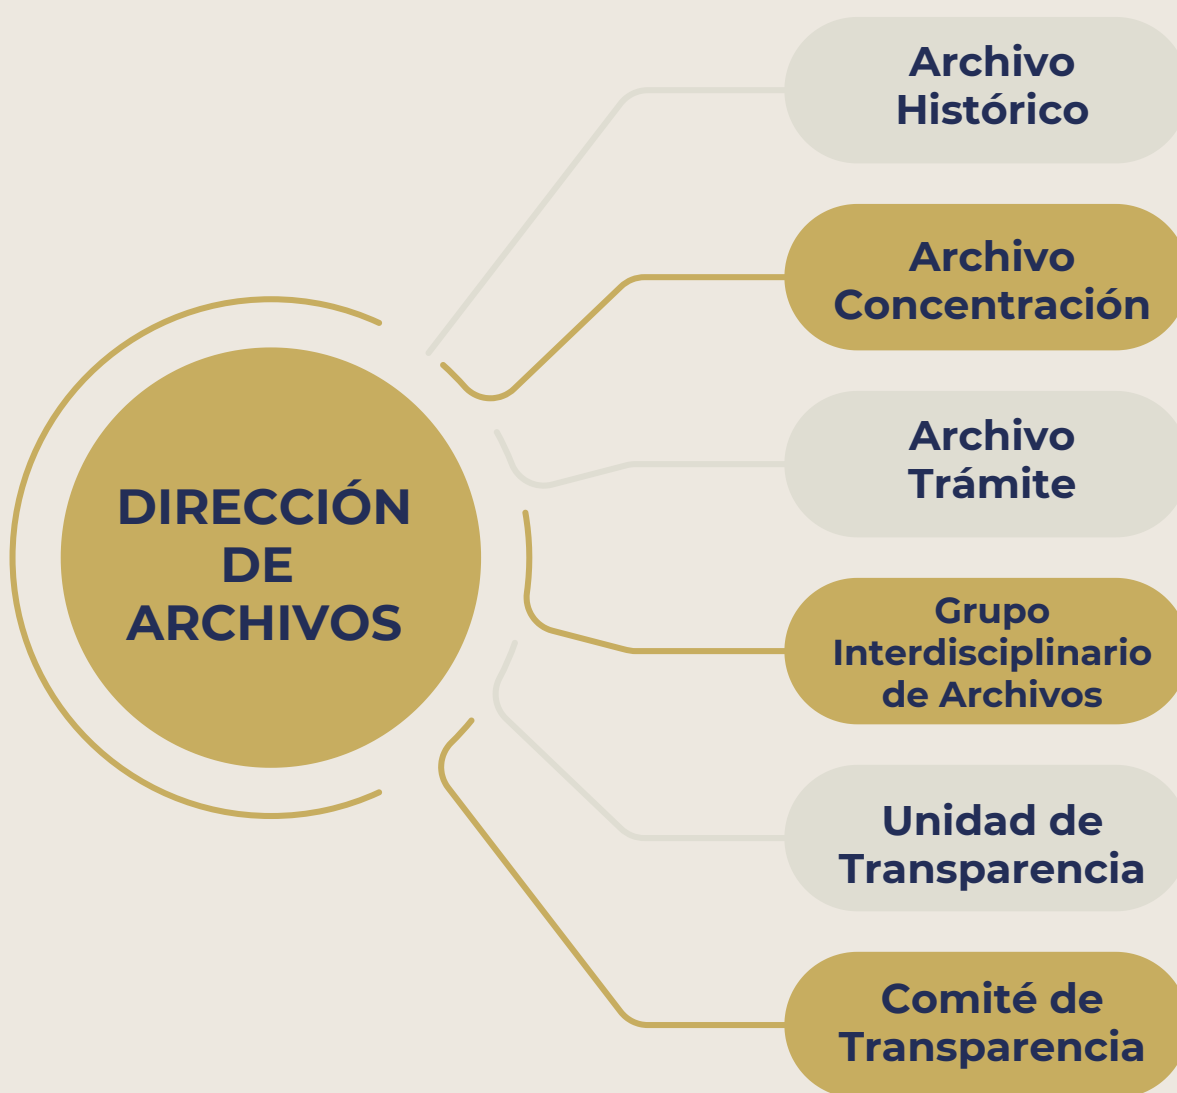 DIRECCIÓN
DE
ARCHIVOS
Archivo
Histórico
Archivo
Concentración
Archivo
Trámite
Grupo
Interdisciplinario
de Archivos
Unidad de
Transparencia
Comité de
Transparencia